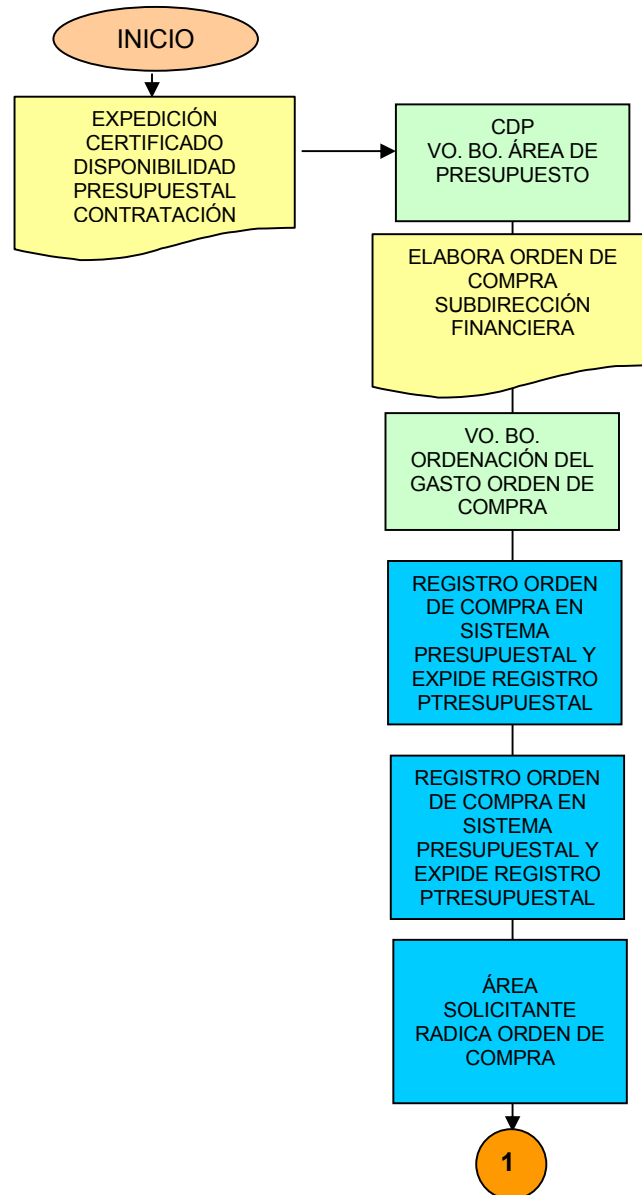 INICIO
EXPEDICIÓN
CERTIFICADO
DISPONIBILIDAD
PRESUPUESTAL
CONTRATACIÓN
CDP
VO. BO. ÁREA DE
PRESUPUESTO
ELABORA ORDEN DE
COMPRA
SUBDIRECCIÓN
FINANCIERA
VO. BO.
ORDENACIÓN DEL
GASTO ORDEN DE
COMPRA
REGISTRO ORDEN
DE COMPRA EN
SISTEMA
PRESUPUESTAL Y
EXPIDE REGISTRO
PTRESUPUESTAL
REGISTRO ORDEN
DE COMPRA EN
SISTEMA
PRESUPUESTAL Y
EXPIDE REGISTRO
PTRESUPUESTAL
ÁREA
SOLICITANTE
RADICA ORDEN DE
COMPRA
1